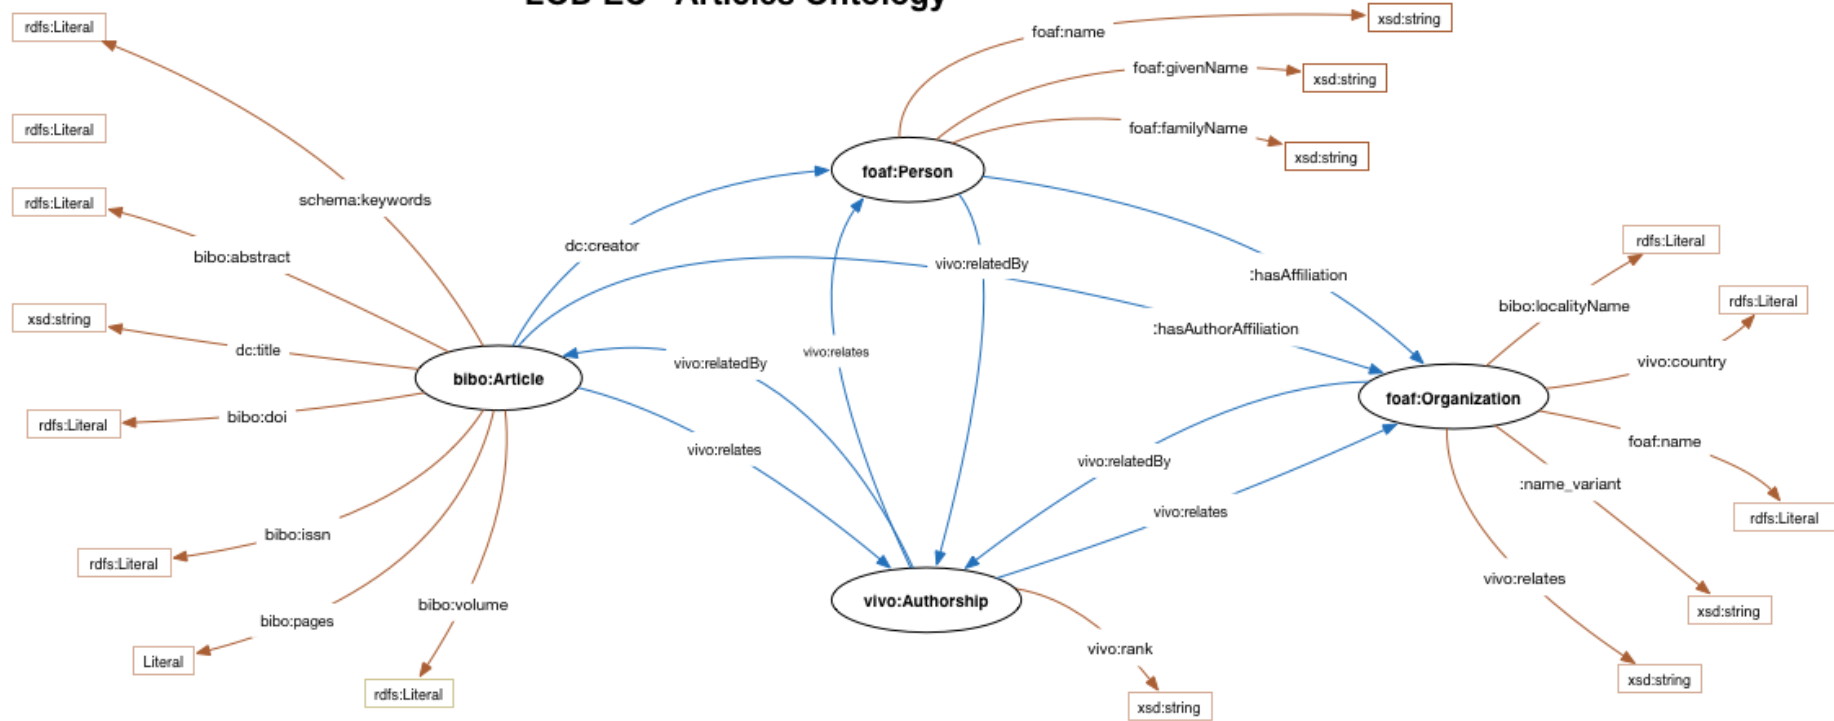 Articles Ontology
rdfs:Literal
foaf:name
xsd:string
foaf:givenName
xsd:string
rdfs:Literal
foaf:familyName
xsd:string
foaf:Person
rdfs:Literal
schema:keywords
bibo:abstract
dc:creator
vivo:relatedBy
:hasAffiliation
rdfs:Literal
bibo:localityName
rdfs:Literal
xsd:string
dc:title
:hasAuthorAffiliation
vivo:relates
vivo:relatedBy
vivo:country
bibo:Article
foaf:Organization
rdfs:Literal
bibo:doi
foaf:name
vivo:relates
vivo:relatedBy
:name_variant
vivo:relates
rdfs:Literal
bibo:issn
rdfs:Literal
vivo:relates
bibo:volume
vivo:Authorship
xsd:string
bibo:pages
vivo:rank
Literal
xsd:string
rdfs:Literal
xsd:string